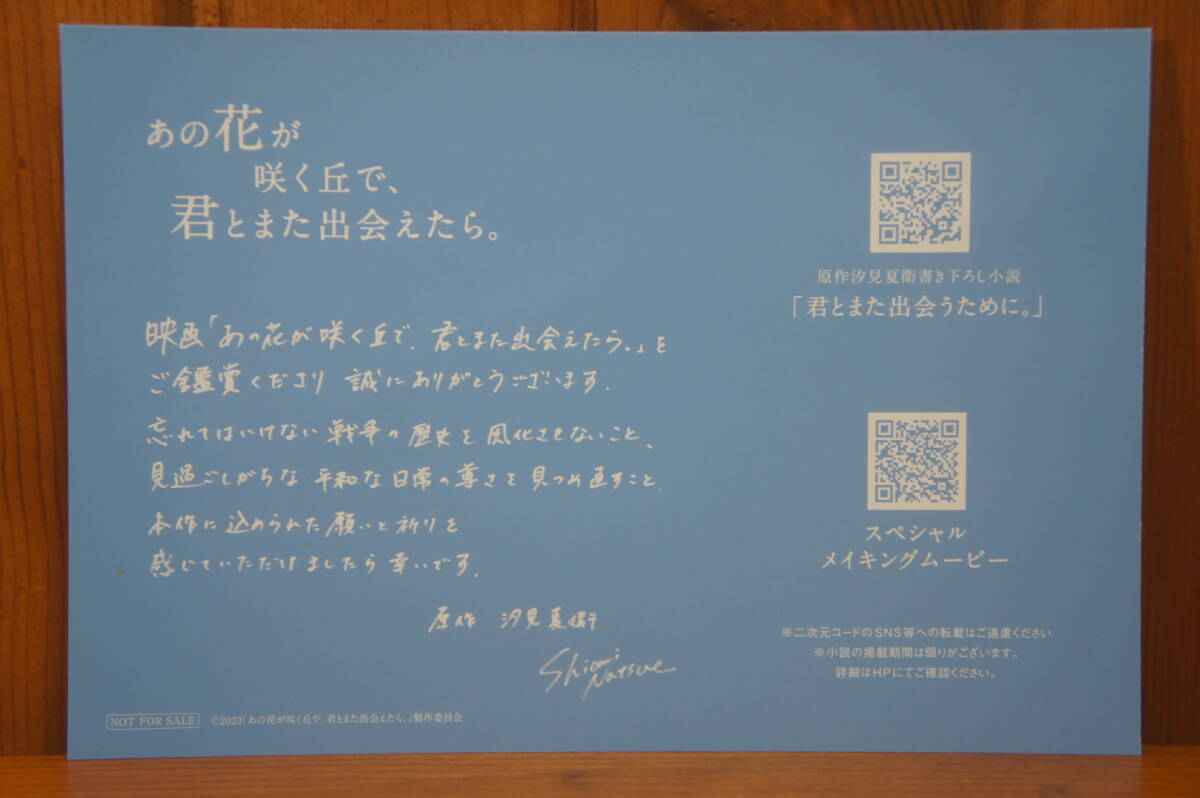 あの花が
咲く丘で、
君とまた出会えたら。
映画「あの花が咲く丘で、君とまた出会えたら。」を
ご鑑賞くださり 誠にありがとうございます。
忘れてはいけない戦争の歴史を風化させないこと、
見過ごしがちな平和な日常の尊さを見つめ直すこと。
本作に込められた願いと祈りを
感じていただけましたら幸いです。
原作 汐見夏衛
Shiomi
Natsue
NOT FOR SALE ©2023「あの花が咲く丘で、君とまた出会えたら。」製作委員会
原作汐見夏衛書き下ろし小説
「君とまた出会うために。」
スペシャル
メイキングムービー
※二次元コードのSNS等への転載はご遠慮ください
※小説の掲載期間は限りがございます。
詳細はHPにてご確認ください。